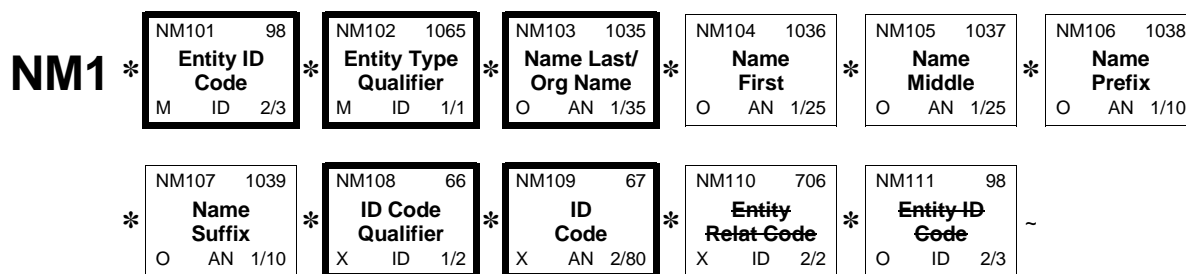 NM101 98 NM102 1065 NM103 1035 NM104 1036 NM105 1037 NM106 1038
NM1 * Entity ID * Entity Type * Name Last/ * Name * Name * Name
Code Qualifier Org Name First Middle Prefix
M ID 2/3 M ID 1/1 O AN 1/35 O AN 1/25 O AN 1/25 O AN 1/10
NM107 1039 NM108 66 NM109 67 NM110 706 NM111 98
* Name * ID Code * ID * Entity * Entity ID ~
Suffix Qualifier Code Relat Code Code
O AN 1/10 X ID 1/2 X AN 2/80 X ID 2/2 O ID 2/3